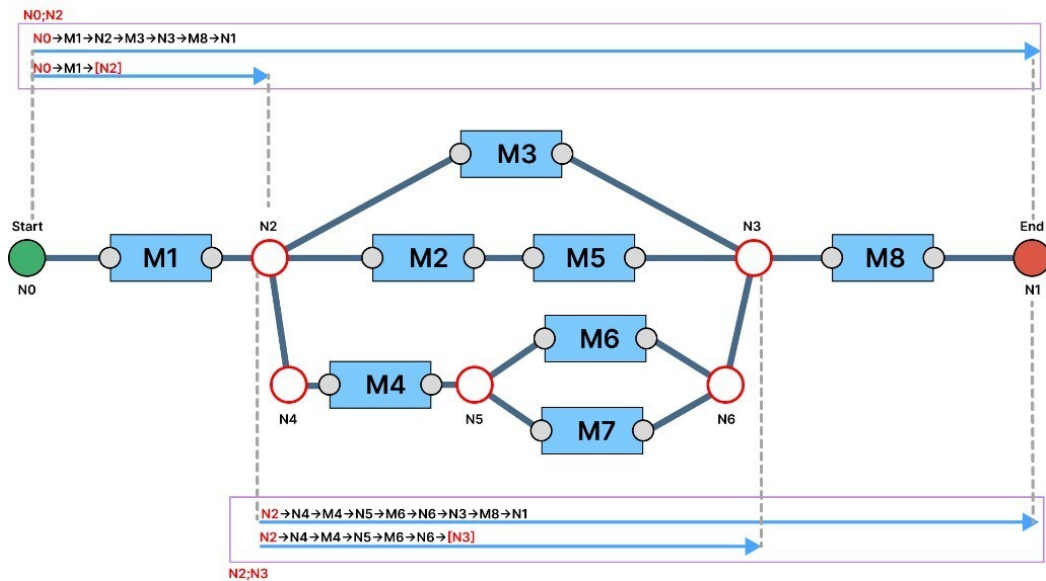 N0;N2
N0→M1→N2→M3→N3→M8→N1
N0→M1→[N2]
M3
Start
N2
N3
End
M1
M2
M5
M8
N0
N1
M6
M4
N4
N5
N6
M7
N2→N4→M4→N5→M6→N6→N3→M8→N1
N2→N4→M4→N5→M6→N6→[N3]
N2;N3